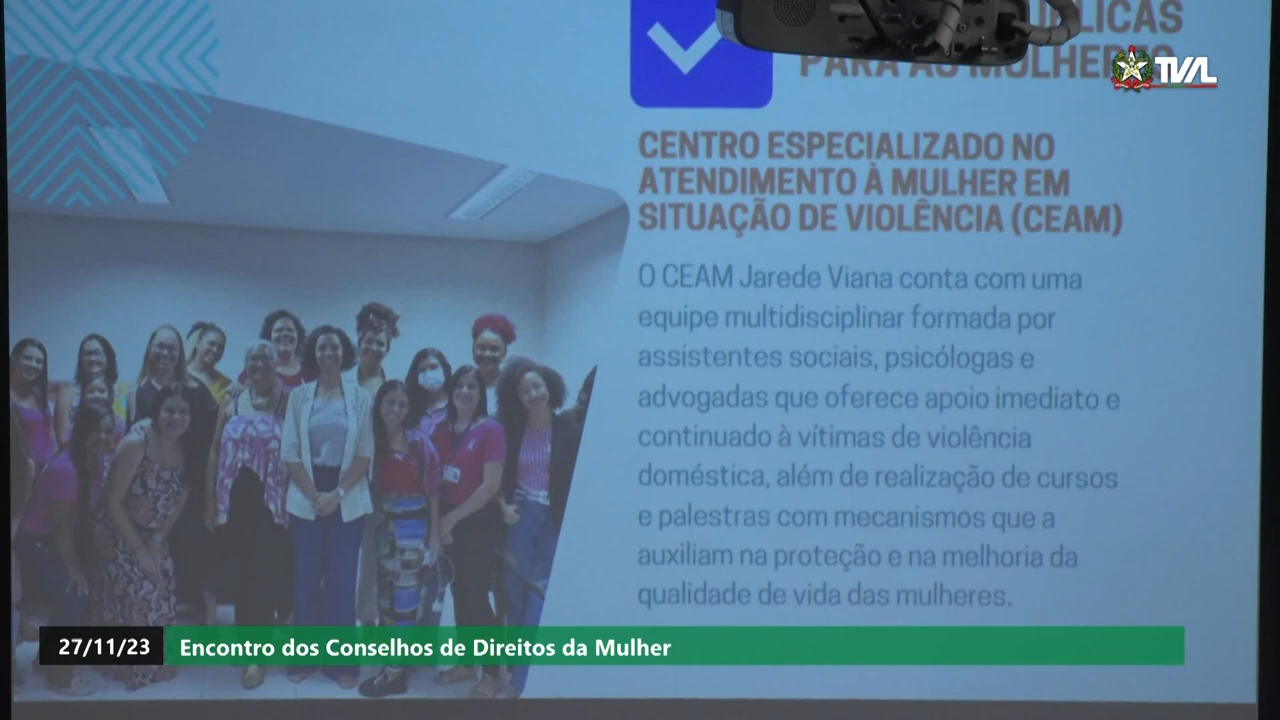 PARA AS MULHERES
TVAL
CENTRO ESPECIALIZADO NO
ATENDIMENTO À MULHER EM
SITUAÇÃO DE VIOLÊNCIA (CEAM)
O CEAM Jarede Viana conta com uma
equipe multidisciplinar formada por
assistentes sociais, psicólogas e
advogadas que oferece apoio imediato e
continuado à vítimas de violência
doméstica, além de realização de cursos
e palestras com mecanismos que a
auxiliam na proteção e na melhoria da
qualidade de vida das mulheres.
27/11/23 Encontro dos Conselhos de Direitos da Mulher